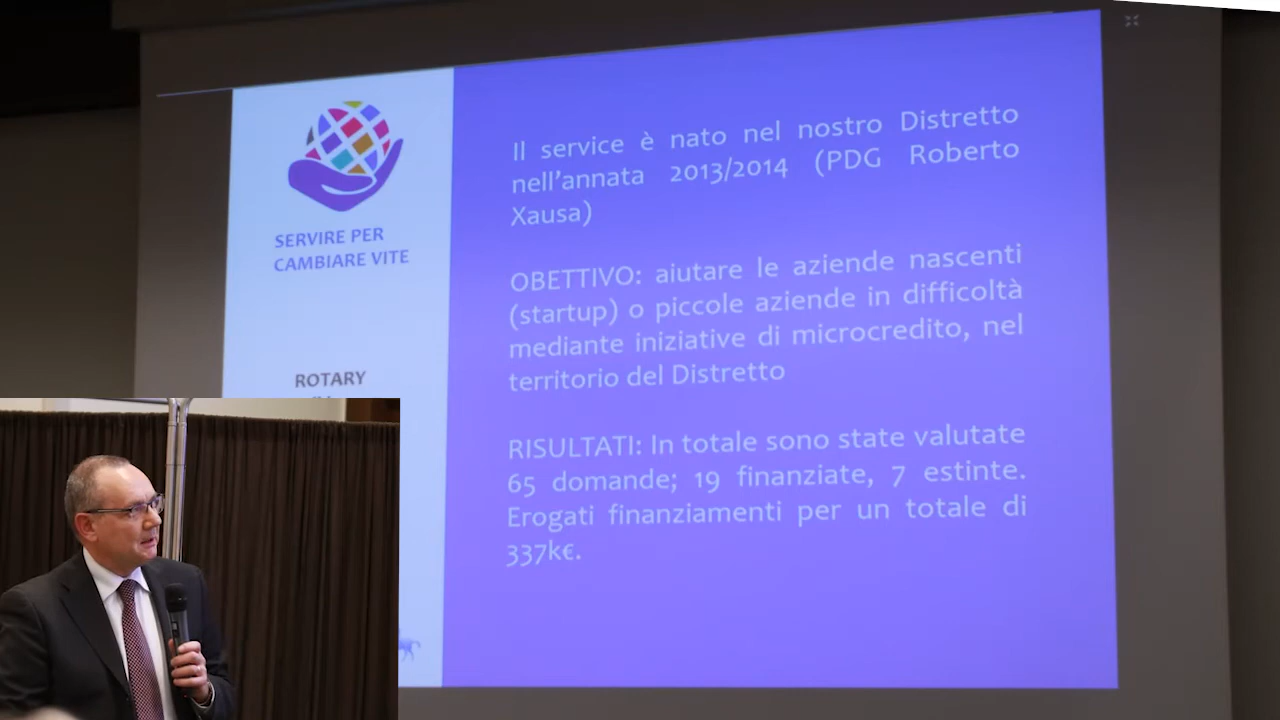 SERVIRE PER
CAMBIARE VITE
ROTARY
Il service è nato nel nostro Distretto
nell'annata 2013/2014 (PDG Roberto
Xausa)
OBETTIVO: aiutare le aziende nascenti
(startup) o piccole aziende in difficoltà
mediante iniziative di microcredito, nel
territorio del Distretto
RISULTATI: In totale sono state valutate
65 domande; 19 finanziate, 7 estinte.
Erogati finanziamenti per un totale di
337k€.